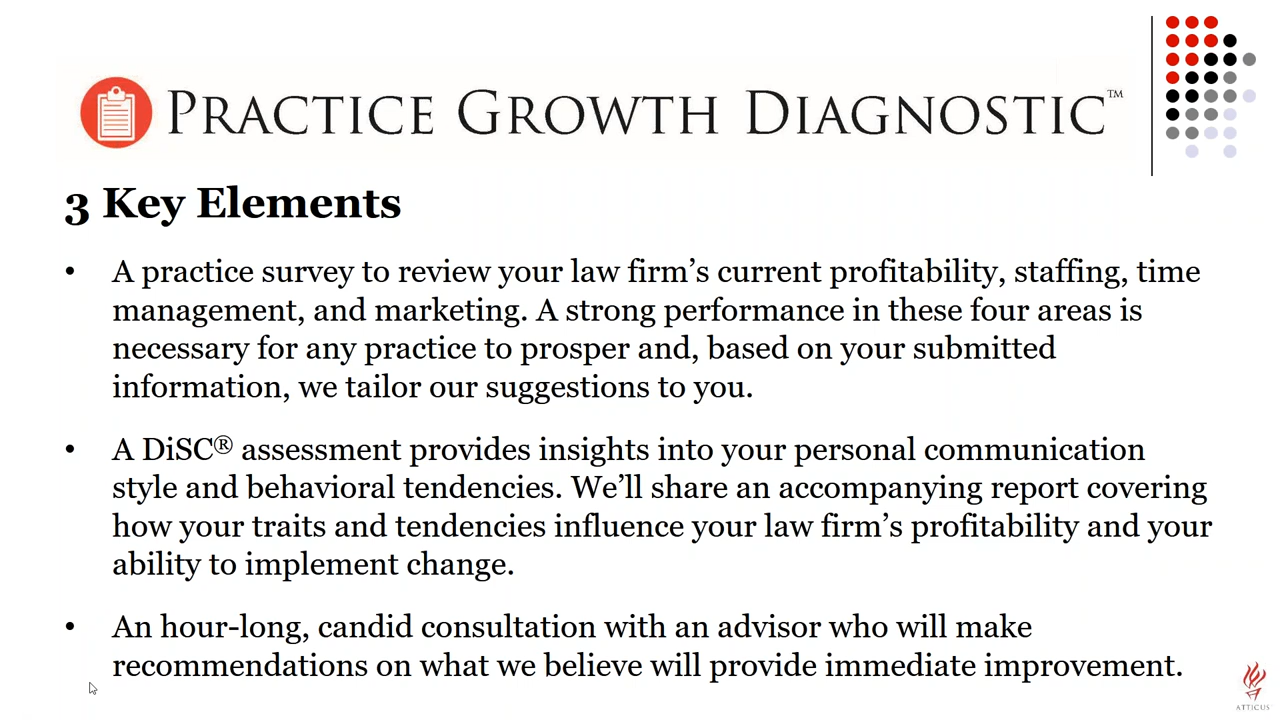 PRACTICE GROWTH DIAGNOSTIC™
3 Key Elements
• A practice survey to review your law firm’s current profitability, staffing, time
management, and marketing. A strong performance in these four areas is
necessary for any practice to prosper and, based on your submitted
information, we tailor our suggestions to you.
• A DiSC® assessment provides insights into your personal communication
style and behavioral tendencies. We’ll share an accompanying report covering
how your traits and tendencies influence your law firm’s profitability and your
ability to implement change.
• An hour-long, candid consultation with an advisor who will make
recommendations on what we believe will provide immediate improvement.
ATTICUS